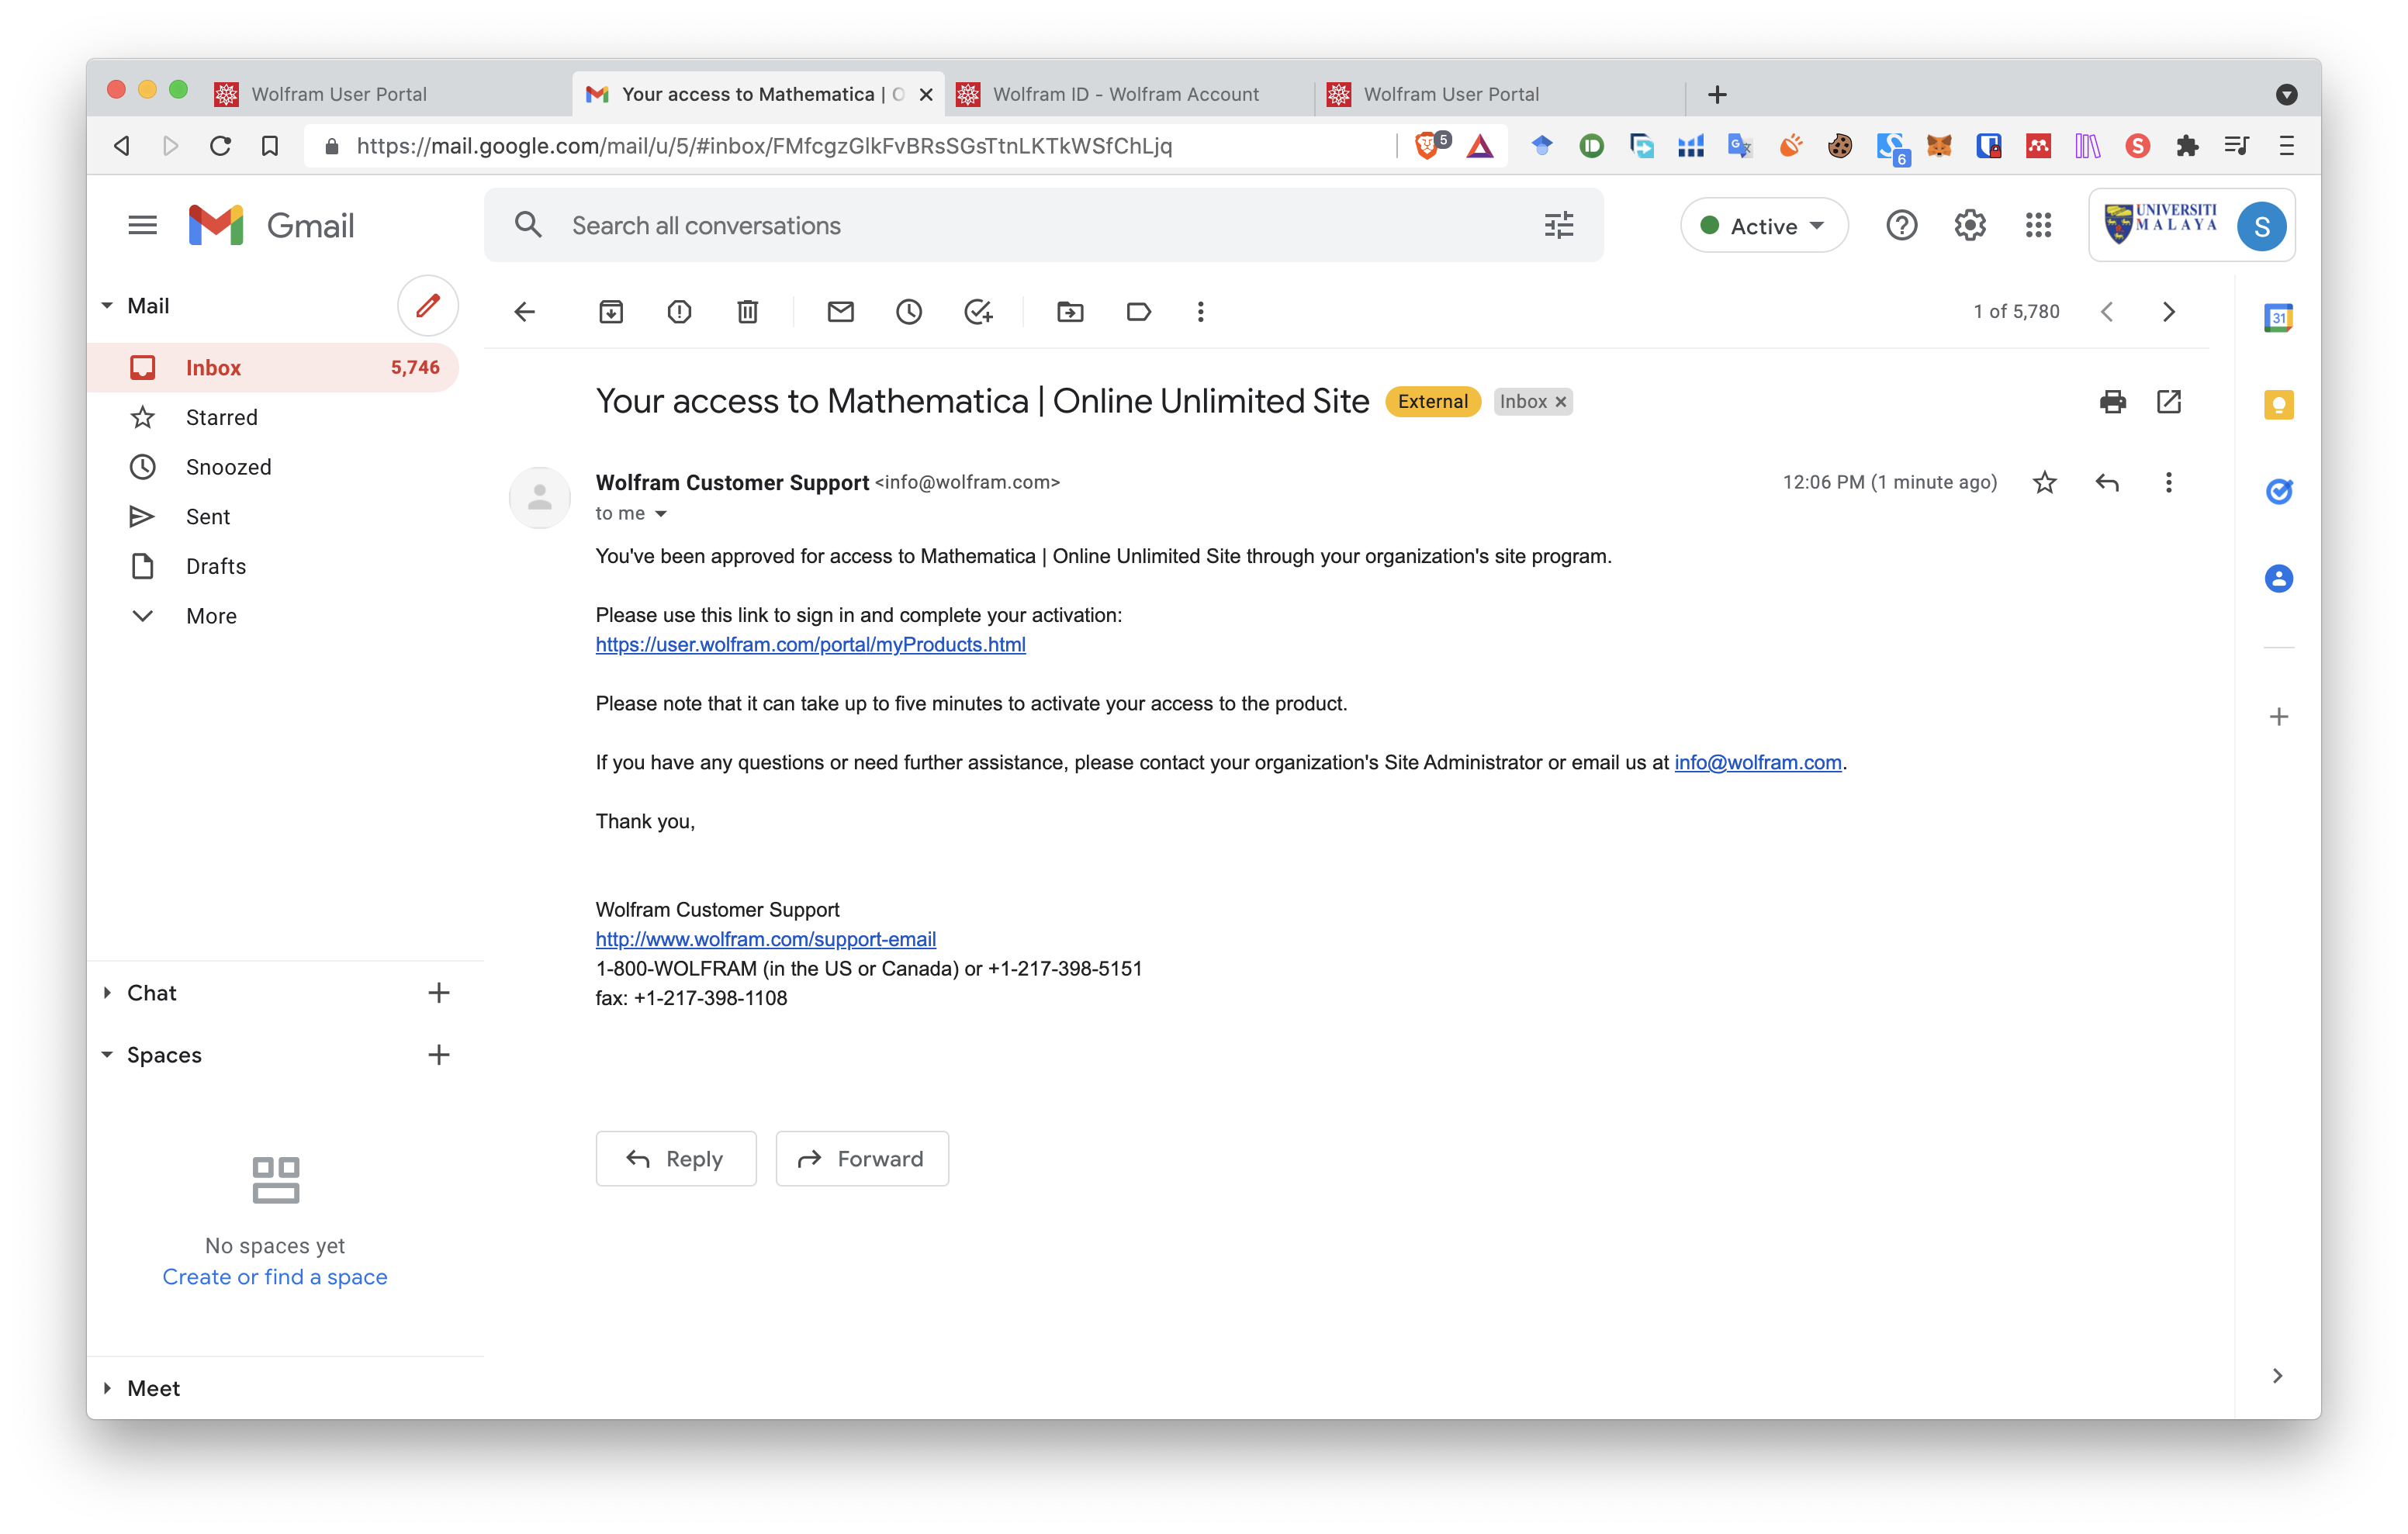 Wolfram User Portal
Your access to Mathematica | O
Wolfram ID - Wolfram Account
Wolfram User Portal
https://mail.google.com/mail/u/5/#inbox/FMfcgzGlkFvBRsSGsTtnLKTkWSfChLjq
5
6
Gmail
Search all conversations
Active
UNIVERSITI
MALAYA
S
Mail
1 of 5,780
31
Inbox 5,746
Starred
Snoozed
Sent
Drafts
More
Your access to Mathematica | Online Unlimited Site External Inbox
Wolfram Customer Support <info@wolfram.com> 12:06 PM (1 minute ago)
to me
You've been approved for access to Mathematica | Online Unlimited Site through your organization's site program.
Please use this link to sign in and complete your activation:
https://user.wolfram.com/portal/myProducts.html
Please note that it can take up to five minutes to activate your access to the product.
If you have any questions or need further assistance, please contact your organization's Site Administrator or email us at info@wolfram.com.
Thank you,
Wolfram Customer Support
http://www.wolfram.com/support-email
1-800-WOLFRAM (in the US or Canada) or +1-217-398-5151
fax: +1-217-398-1108
Reply
Forward
Chat
Spaces
No spaces yet
Create or find a space
Meet